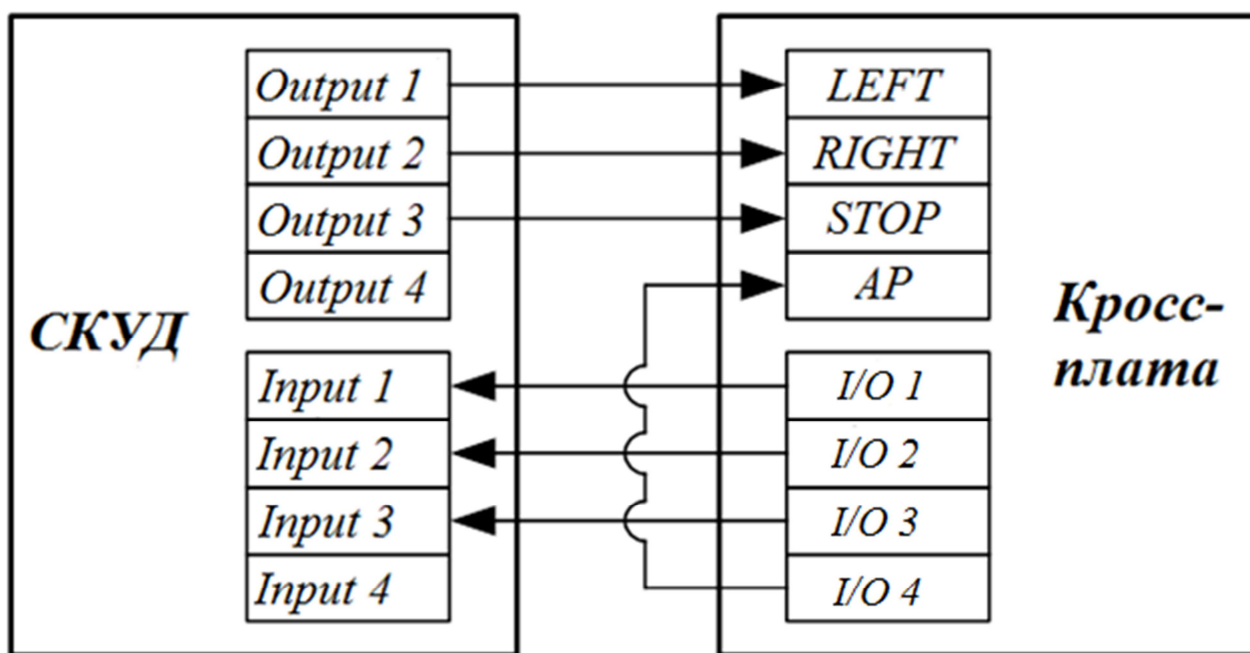 СКУД
Output 1
Output 2
Output 3
Output 4
Input 1
Input 2
Input 3
Input 4
LEFT
RIGHT
STOP
AP
I/O 1
I/O 2
I/O 3
I/O 4
Кросс-
плата